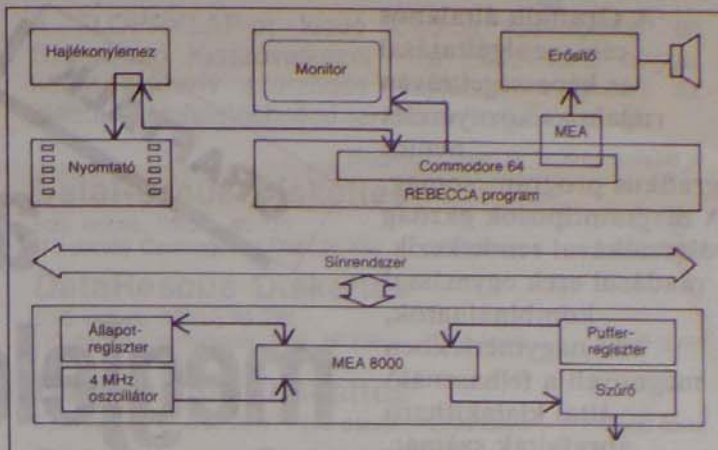 Hajlékonylemez
Monitor
Erősítő
MEA
Nyomtató
Commodore 64
REBECCA program
Sínrendszer
Állapot-
regiszter
MEA 8000
Puffer-
regiszter
4 MHz
oszcillátor
Szűrő